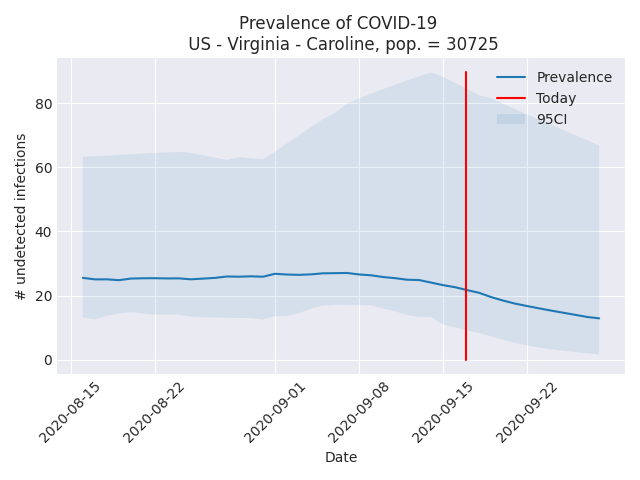 Prevalence of COVID-19
US - Virginia - Caroline, pop. = 30725
# undetected infections
80
60
40
20
0
Prevalence
Today
95CI
2020-08-15
2020-08-22
2020-09-01
2020-09-08
2020-09-15
2020-09-22
Date